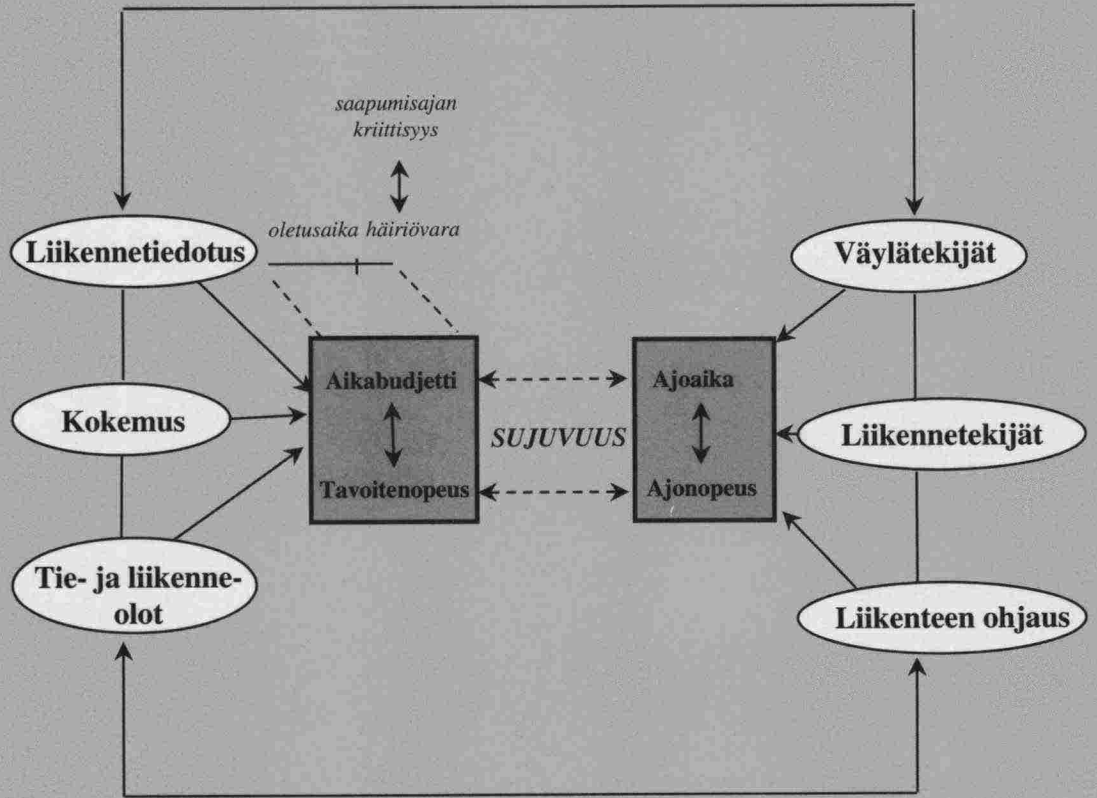 saapumisajan
kriittisyys
oletusaika häiriövara
Liikennetiedotus
Väylätekijät
Aikabudjetti
Ajoaika
Kokemus
SUJUVUUS
Liikennetekijät
Tavoitenopeus
Ajonopeus
Tie- ja liikenne-
olot
Liikenteen ohjaus